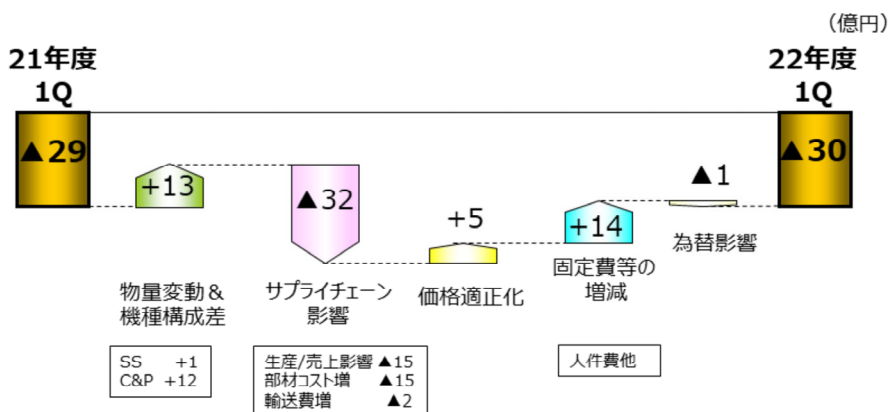 (億円)
21年度
1Q
22年度
1Q
▲29
+13
▲32
+5
+14
▲1
▲30
物量変動&
機種構成差
サプライチェーン
影響
価格適正化
固定費等の
増減
為替影響
SS +1
C&P +12
生産/売上影響 ▲15
部材コスト増 ▲15
輸送費増 ▲2
人件費他